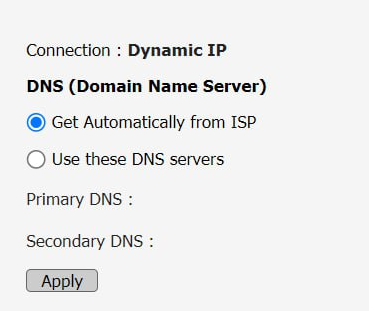 Connection : Dynamic IP
DNS (Domain Name Server)
Get Automatically from ISP
Use these DNS servers
Primary DNS :
Secondary DNS :
Apply